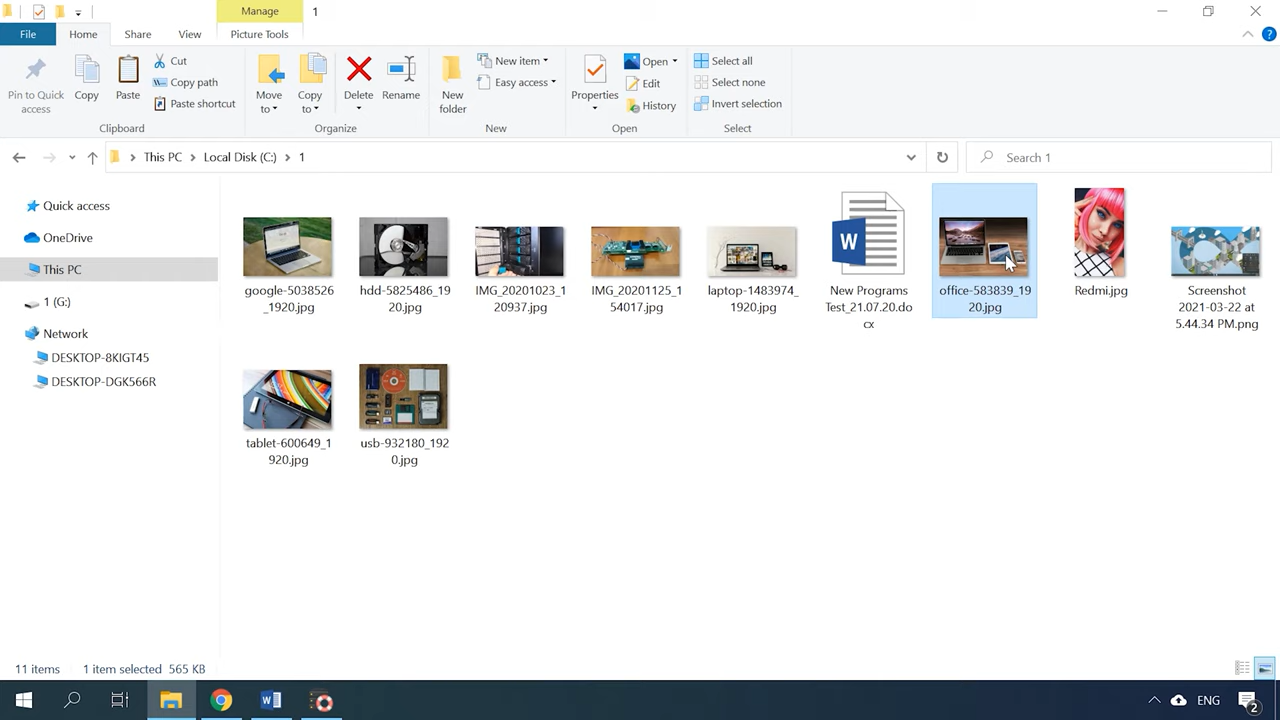 Manage
1
File
Home
Share
View
Picture Tools
Pin to Quick
access
Copy
Paste
Cut
Copy path
Paste shortcut
Clipboard
Move
to
Copy
to
Delete
Rename
Organize
New
folder
New item
Easy access
New
Properties
Open
Edit
History
Open
Select all
Select none
Invert selection
Select
This PC
Local Disk (C:)
1
Search 1
Quick access
OneDrive
This PC
1 (G:)
Network
DESKTOP-8KIGT45
DESKTOP-DGK566R
google-5038526
_1920.jpg
hdd-5825486_19
20.jpg
IMG_20201023_1
20937.jpg
IMG_20201125_1
54017.jpg
laptop-1483974_
1920.jpg
W
New Programs
Test_21.07.20.do
cx
office-583839_19
20.jpg
Redmi.jpg
Screenshot
2021-03-22 at
5.44.34 PM.png
tablet-600649_1
920.jpg
usb-932180_192
0.jpg
11 items
1 item selected 565 KB
W
ENG
2